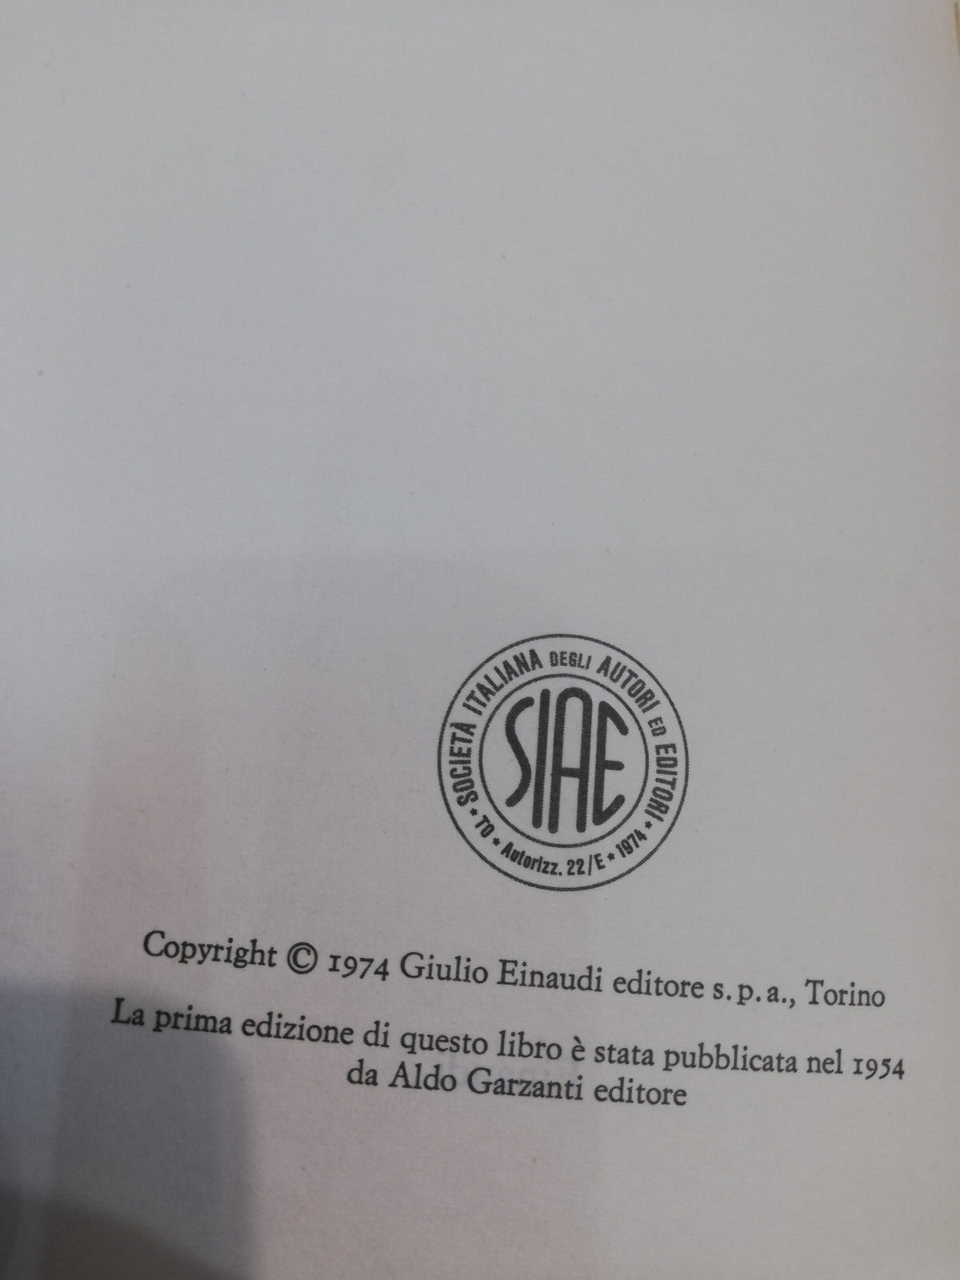 SOCIETÀ ITALIANA DEGLI AUTORI ED EDITORI
SIAE
* TO * Autorizz. 22/E * 1974 *
Copyright © 1974 Giulio Einaudi editore s. p. a., Torino
La prima edizione di questo libro è stata pubblicata nel 1954
da Aldo Garzanti editore